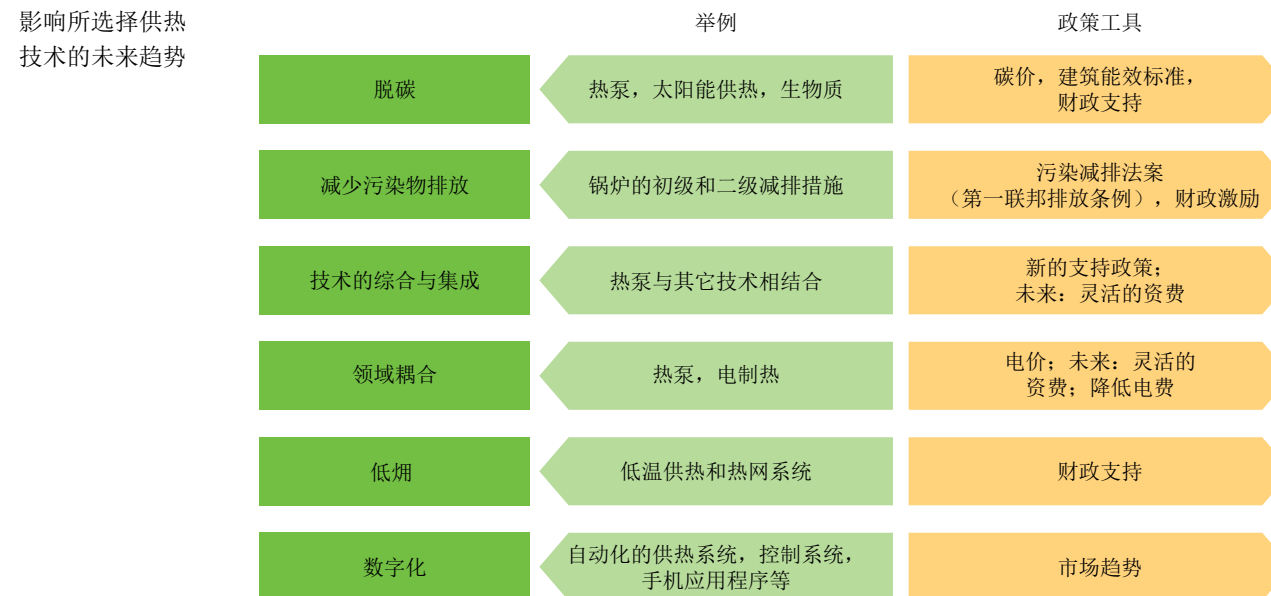 影响所选择供热
技术的未来趋势
举例
政策工具
脱碳
热泵，太阳能供热，生物质
碳价，建筑能效标准，
财政支持
减少污染物排放
锅炉的初级和二级减排措施
污染减排法案
（第一联邦排放条例），财政激励
技术的综合与集成
热泵与其它技术相结合
新的支持政策；
未来：灵活的资费
领域耦合
热泵，电制热
电价；未来：灵活的
资费；降低电费
低㶲
低温供热和热网系统
财政支持
数字化
自动化的供热系统，控制系统，
手机应用程序等
市场趋势